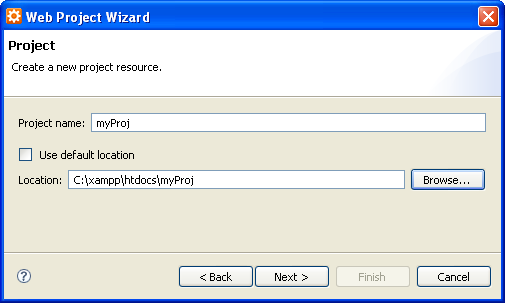 Web Project Wizard
Project
Create a new project resource.
Project name: myProj
Use default location
Location: C:\xampp\htdocs\myProj Browse...
? < Back Next > Finish Cancel